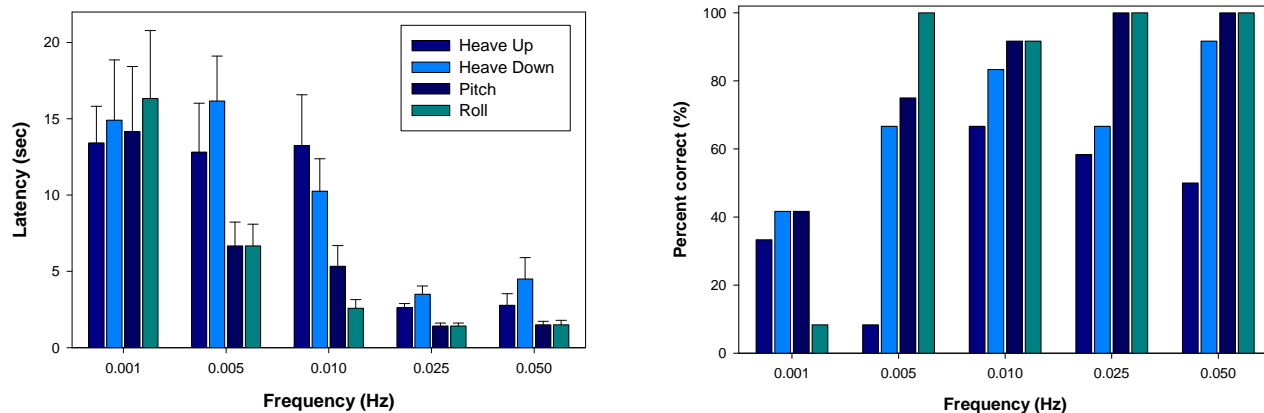 20
15
10
5
0
Latency (sec)
Heave Up
Heave Down
Pitch
Roll
0.001 0.005 0.010 0.025 0.050
Frequency (Hz)
100
80
60
40
20
0
Percent correct (%)
0.001 0.005 0.010 0.025 0.050
Frequency (Hz)